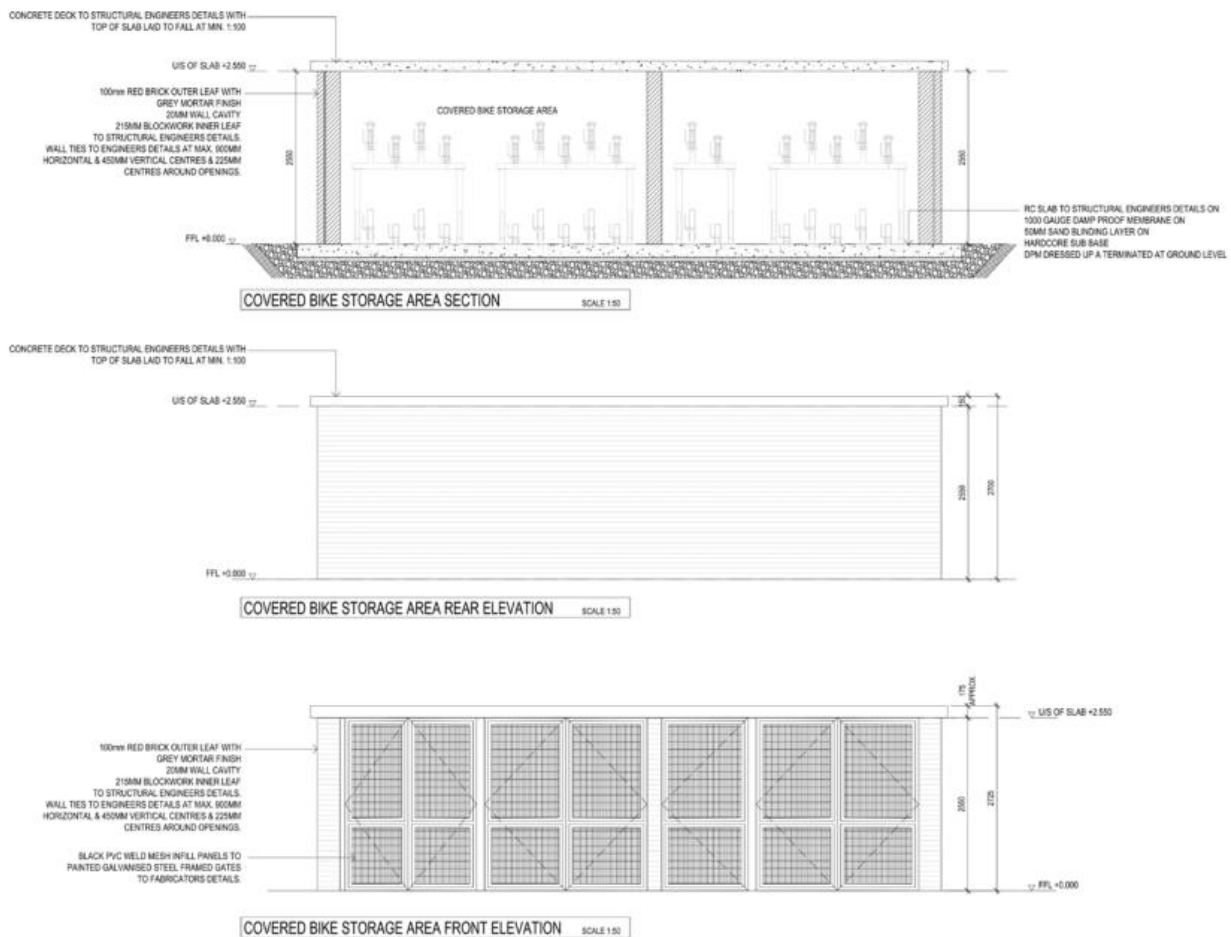 CONCRETE DECK TO STRUCTURAL ENGINEERS DETAILS WITH
TOP OF SLAB LAID TO FALL AT MIN. 1:100
U/S OF SLAB +2.550
100mm RED BRICK OUTER LEAF WITH
GREY MORTAR FINISH
20MM WALL CAVITY
215MM BLOCKWORK INNER LEAF
TO STRUCTURAL ENGINEERS DETAILS.
WALL TIES TO ENGINEERS DETAILS AT MAX. 900MM
HORIZONTAL & 450MM VERTICAL CENTRES & 225MM
CENTRES AROUND OPENINGS.
COVERED BIKE STORAGE AREA
2550
2550
FFL +0.000
RC SLAB TO STRUCTURAL ENGINEERS DETAILS ON
1000 GAUGE DAMP PROOF MEMBRANE ON
50MM SAND BLINDING LAYER ON
HARDCORE SUB BASE
DPM DRESSED UP A TERMINATED AT GROUND LEVEL
COVERED BIKE STORAGE AREA SECTION SCALE 1:50
CONCRETE DECK TO STRUCTURAL ENGINEERS DETAILS WITH
TOP OF SLAB LAID TO FALL AT MIN. 1:100
U/S OF SLAB +2.550
150
2700
FFL +0.000
COVERED BIKE STORAGE AREA REAR ELEVATION SCALE 1:50
175
APPROX.
U/S OF SLAB +2.550
100mm RED BRICK OUTER LEAF WITH
GREY MORTAR FINISH
20MM WALL CAVITY
215MM BLOCKWORK INNER LEAF
TO STRUCTURAL ENGINEERS DETAILS.
WALL TIES TO ENGINEERS DETAILS AT MAX. 900MM
HORIZONTAL & 450MM VERTICAL CENTRES & 225MM
CENTRES AROUND OPENINGS.
2550
2725
BLACK PVC WELD MESH INFILL PANELS TO
PAINTED GALVANISED STEEL FRAMED GATES
TO FABRICATORS DETAILS.
FFL +0.000
COVERED BIKE STORAGE AREA FRONT ELEVATION SCALE 1:50